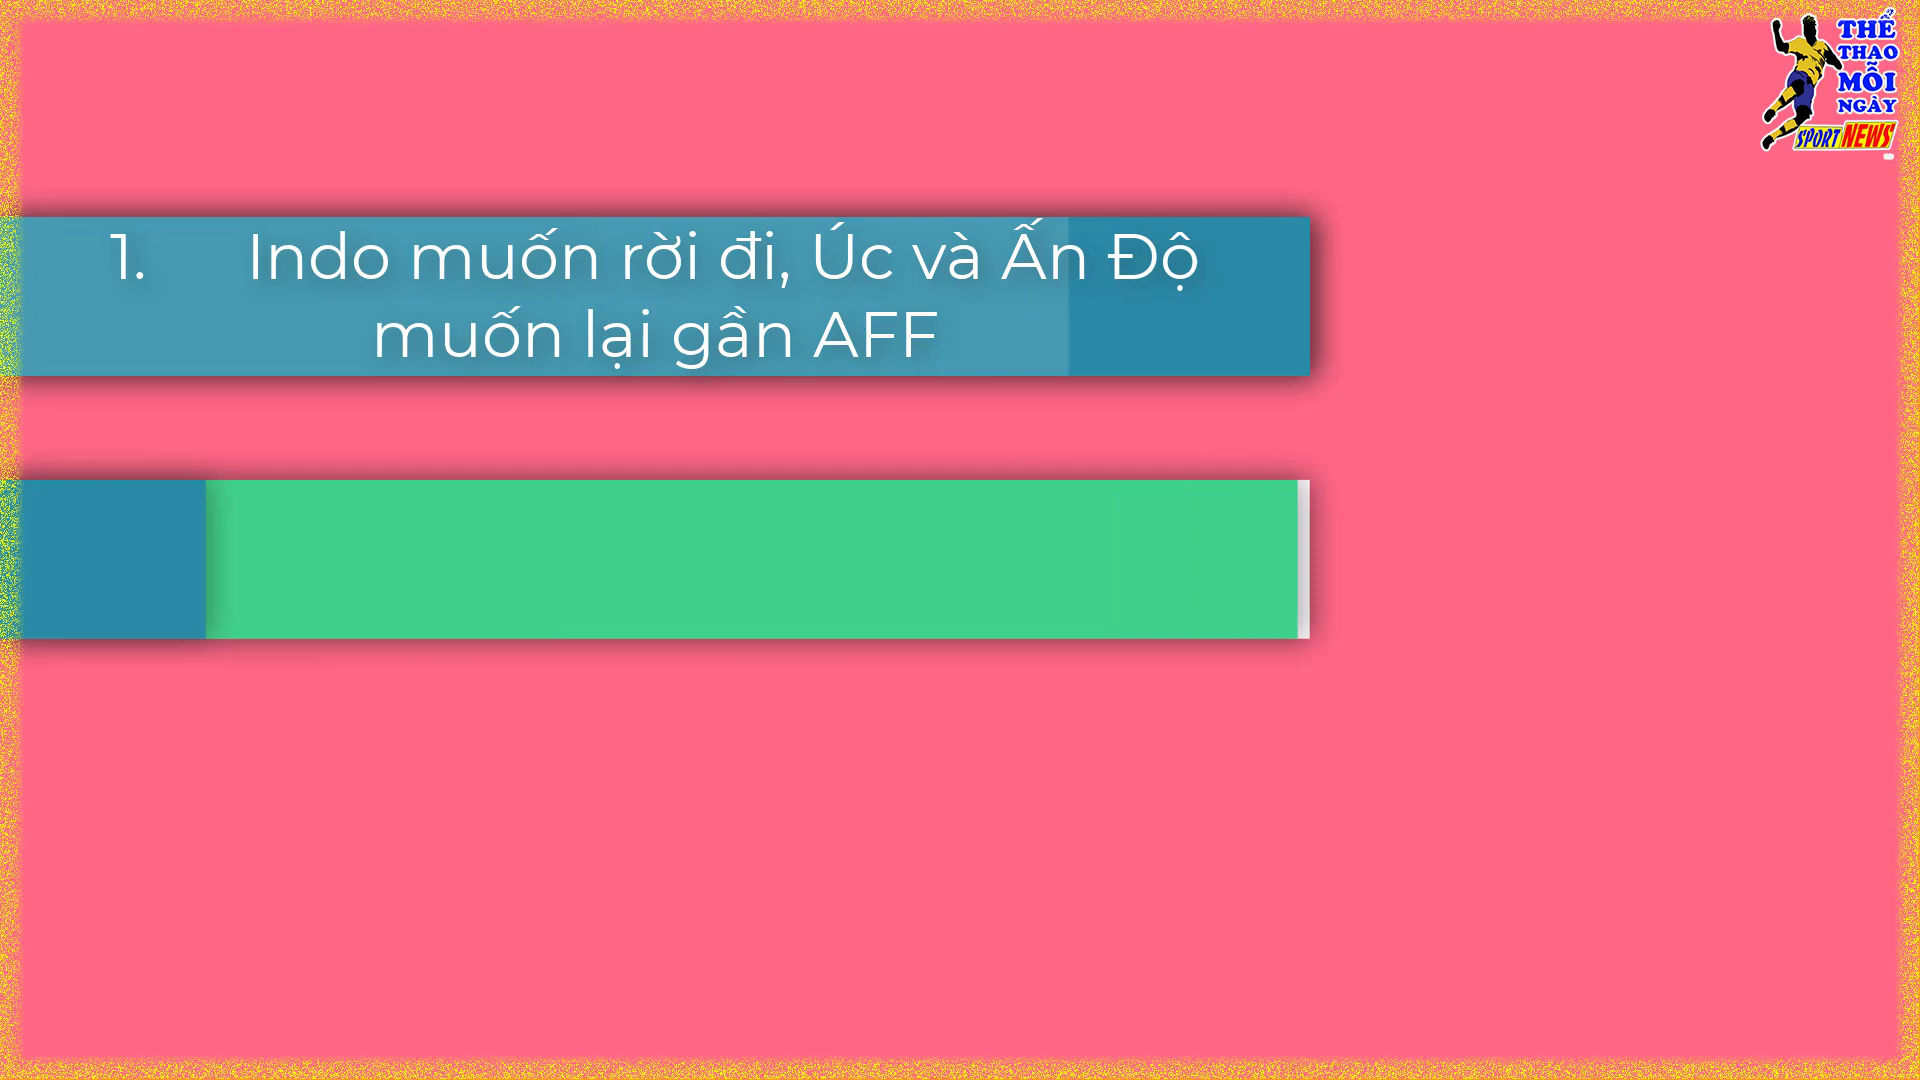 THỂ
THAO
MỖI
NGÀY
SPORT NEWS
1. Indo muốn rời đi, Úc và Ấn Độ
muốn lại gần AFF